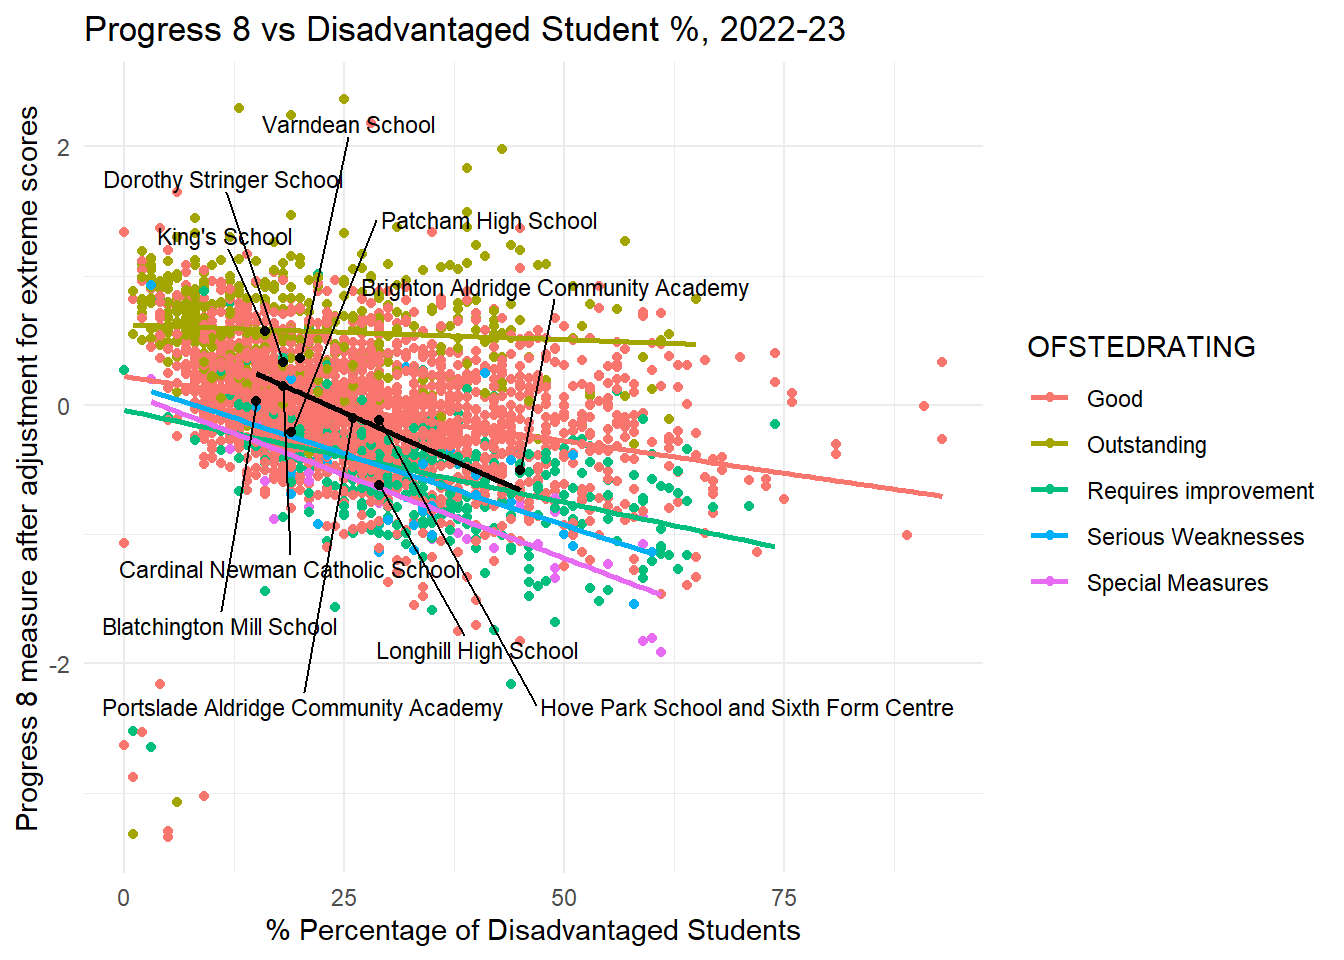 Progress 8 vs Disadvantaged Student %, 2022-23
Progress 8 measure after adjustment for extreme scores
2
0
-2
Varndean School
Dorothy Stringer School
Patcham High School
King's School
Brighton Aldridge Community Academy
Cardinal Newman Catholic School
Blatchington Mill School
Longhill High School
Portslade Aldridge Community Academy
Hove Park School and Sixth Form Centre
0
25
50
75
% Percentage of Disadvantaged Students
OFSTEDRATING
Good
Outstanding
Requires improvement
Serious Weaknesses
Special Measures